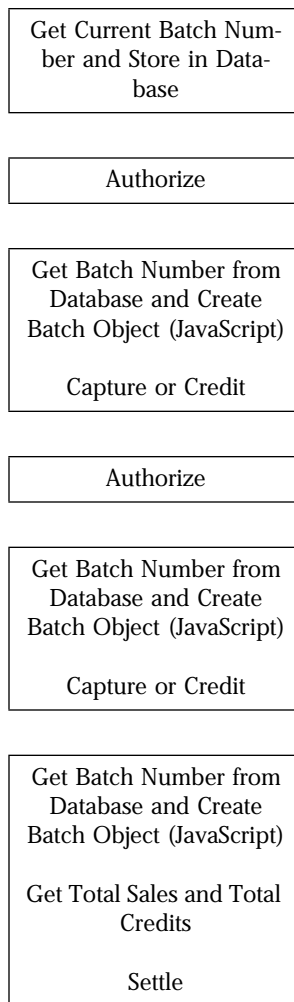 Get Current Batch Num-
ber and Store in Data-
base
Authorize
Get Batch Number from
Database and Create
Batch Object (JavaScript)
Capture or Credit
Authorize
Get Batch Number from
Database and Create
Batch Object (JavaScript)
Capture or Credit
Get Batch Number from
Database and Create
Batch Object (JavaScript)
Get Total Sales and Total
Credits
Settle